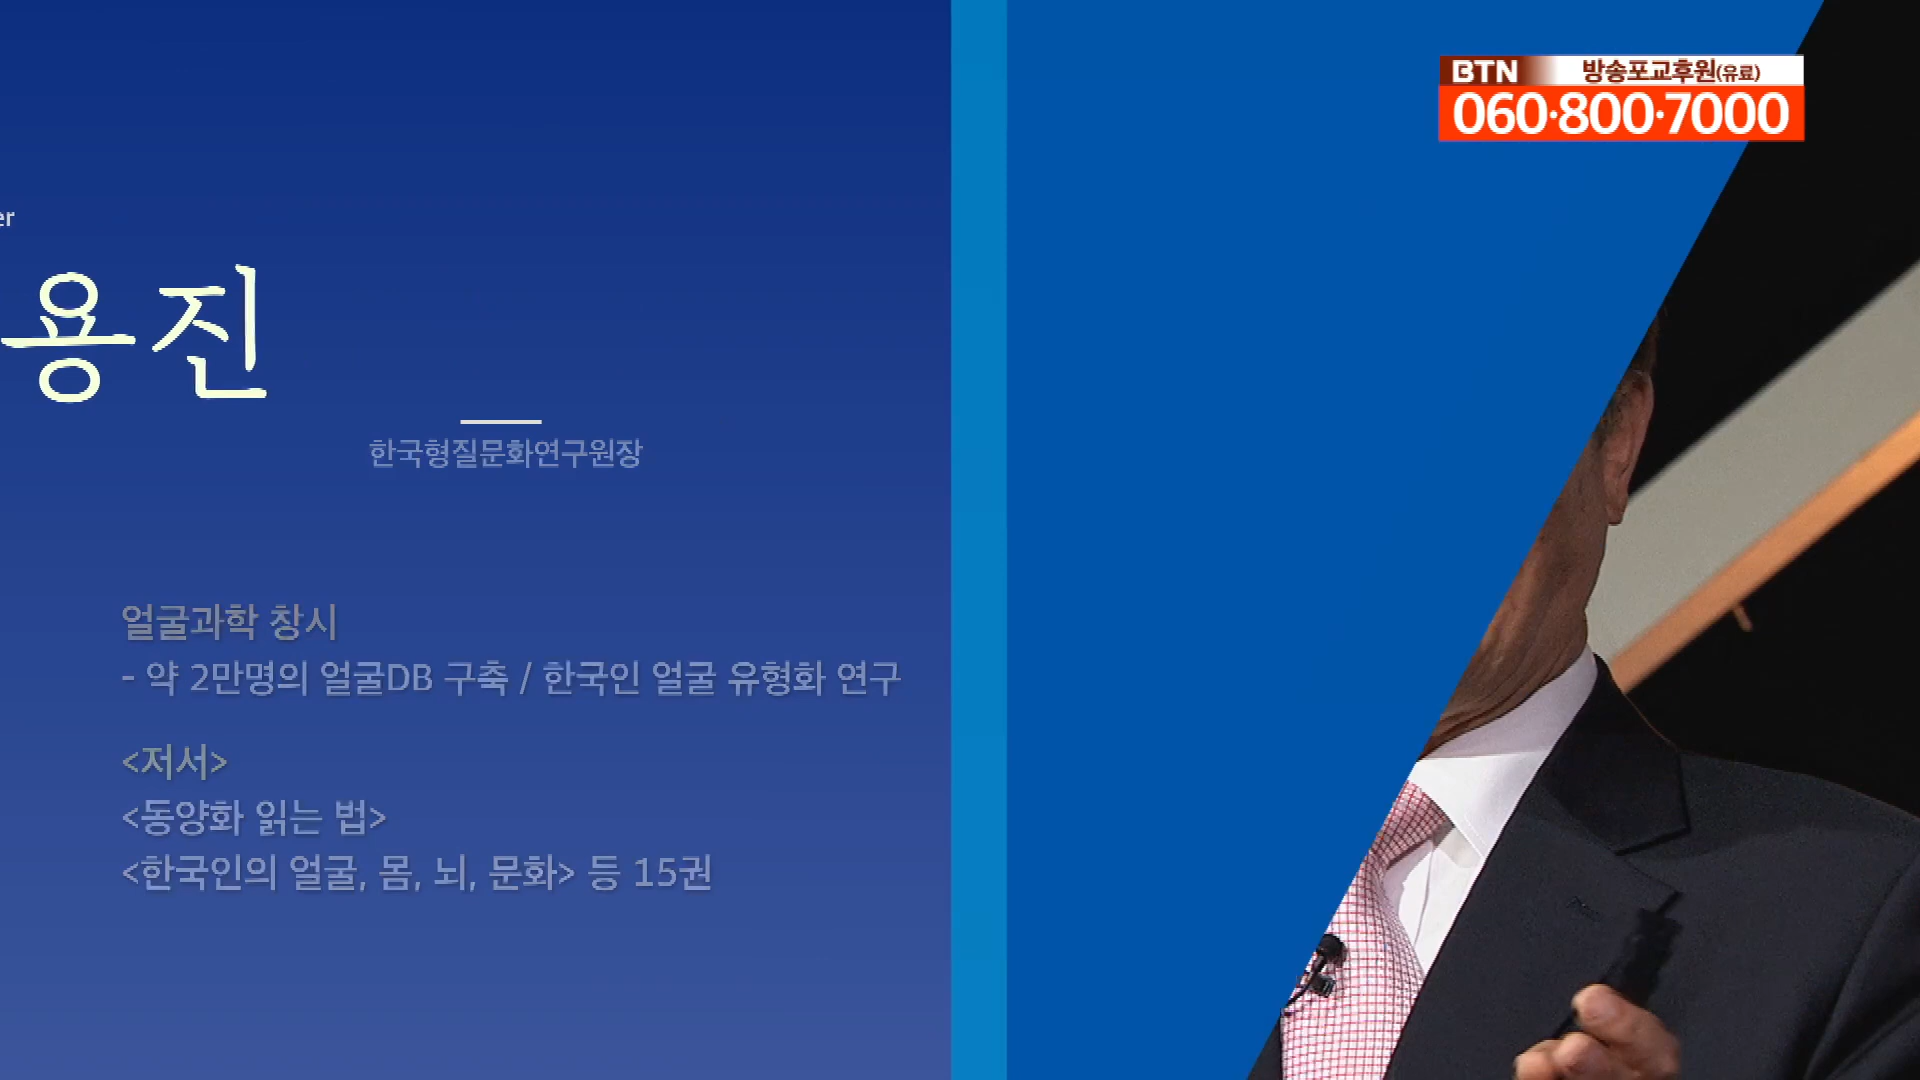 BTN 방송포교후원(유료)
060·800·7000
er
용진
한국형질문화연구원장
얼굴과학 창시
- 약 2만명의 얼굴DB 구축 / 한국인 얼굴 유형화 연구
<저서>
<동양화 읽는 법>
<한국인의 얼굴, 몸, 뇌, 문화> 등 15권